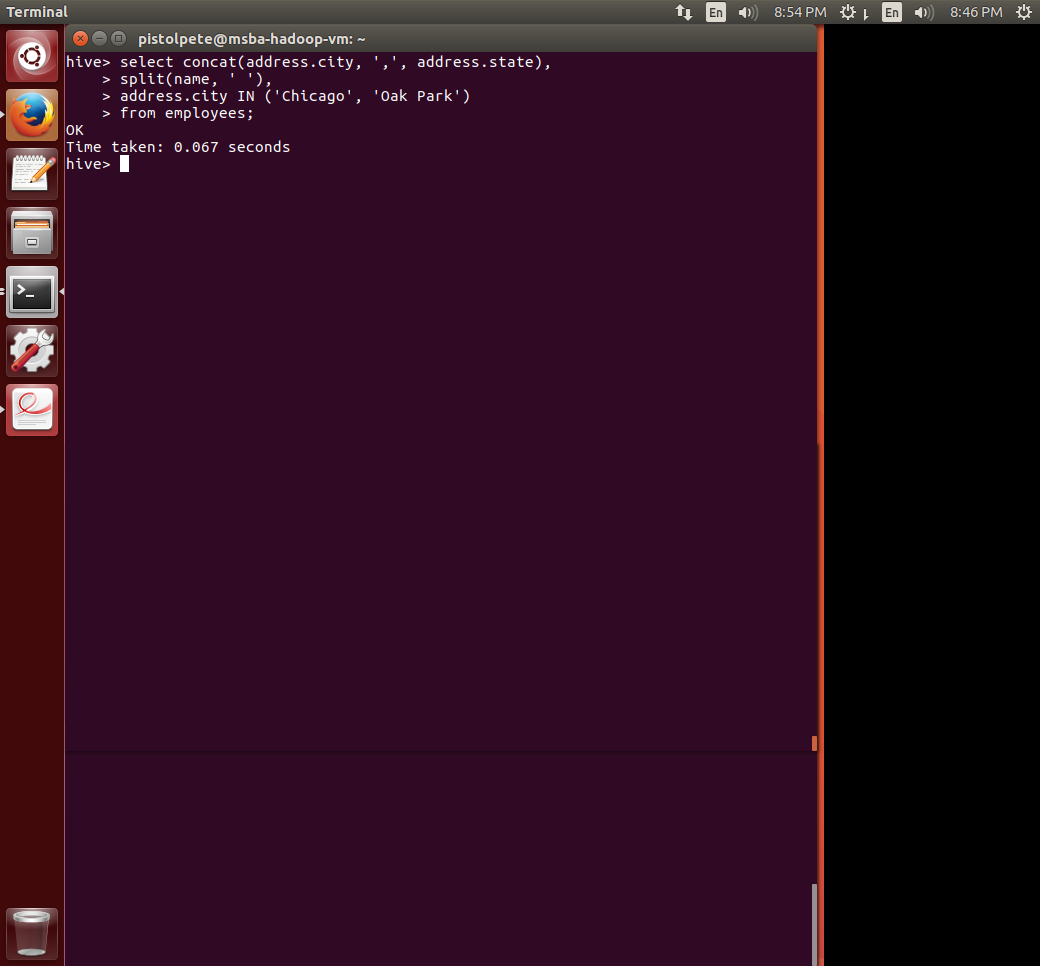 Terminal En 8:54 PM En 8:46 PM
pistolpete@msba-hadoop-vm: ~
hive> select concat(address.city, ',', address.state),
    > split(name, ' '),
    > address.city IN ('Chicago', 'Oak Park')
    > from employees;
OK
Time taken: 0.067 seconds
hive>